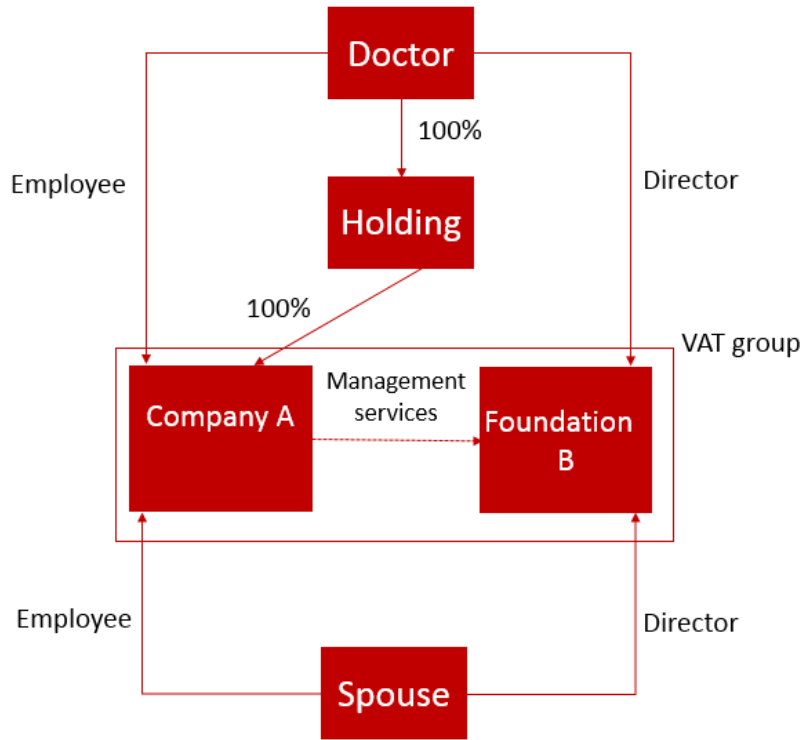 Doctor
100%
Employee
Director
Holding
100%
VAT group
Management
services
Company A
Foundation
B
Employee
Director
Spouse